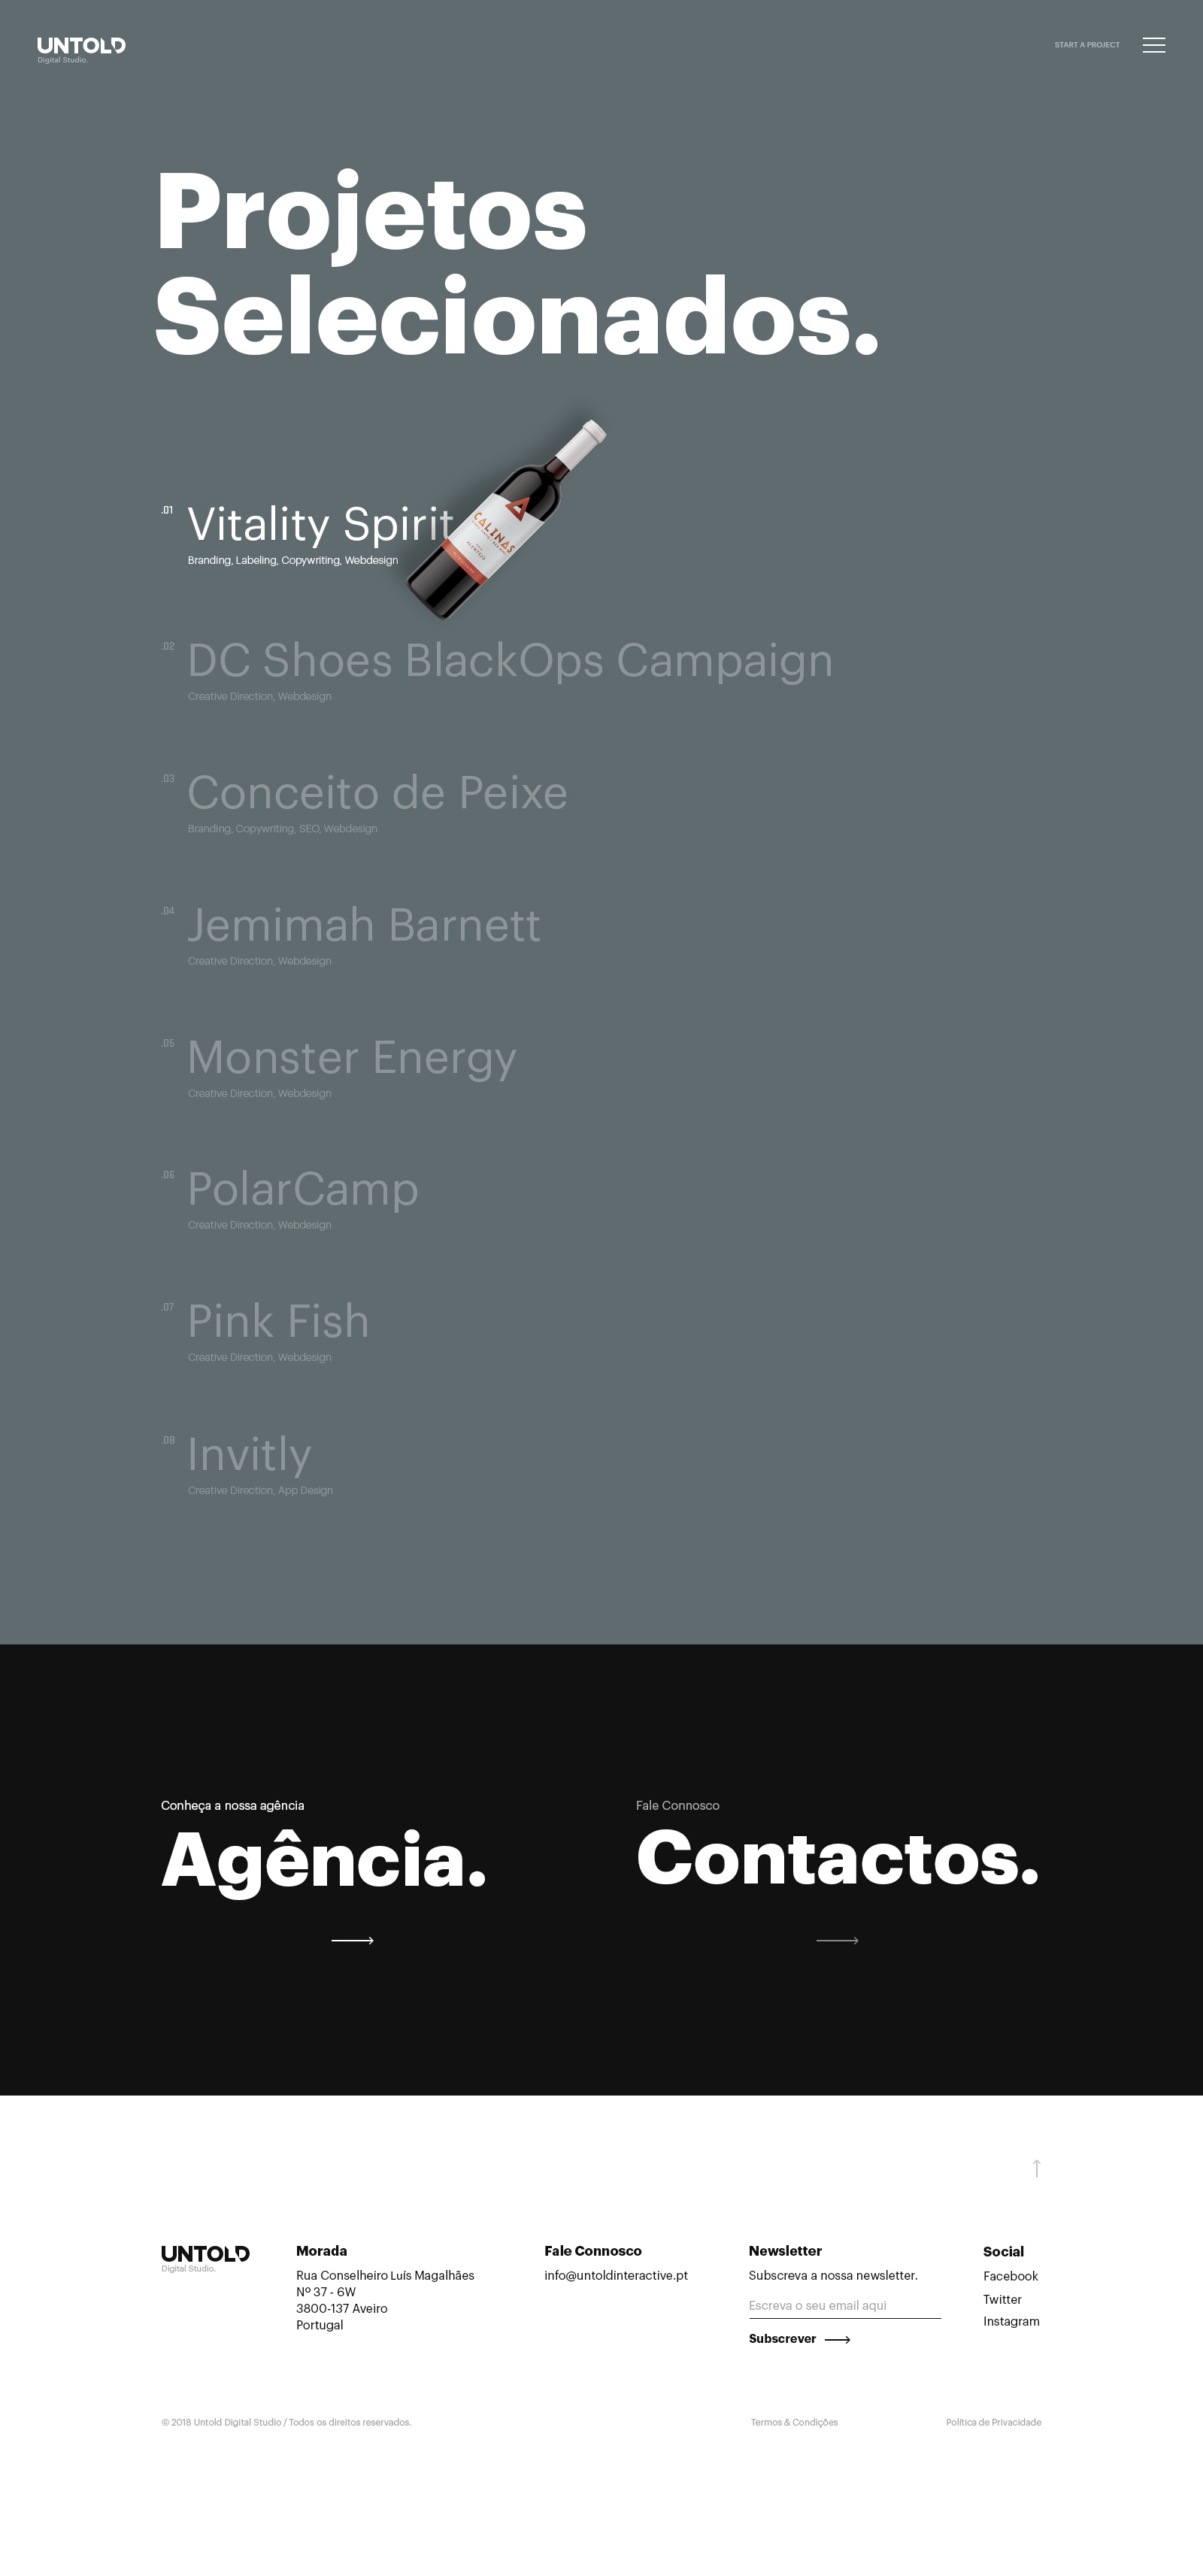 UNTOLD
Digital Studio.
START A PROJECT
Projetos
Selecionados.
.01
Vitality Spirit
Branding, Labeling, Copywriting, Webdesign
CALINAS
ALENTEJO
.02
DC Shoes BlackOps Campaign
Creative Direction, Webdesign
.03
Conceito de Peixe
Branding, Copywriting, SEO, Webdesign
.04
Jemimah Barnett
Creative Direction, Webdesign
.05
Monster Energy
Creative Direction, Webdesign
.06
PolarCamp
Creative Direction, Webdesign
.07
Pink Fish
Creative Direction, Webdesign
.08
Invitly
Creative Direction, App Design
Conheça a nossa agência
Agência.
Fale Connosco
Contactos.
UNTOLD
Digital Studio.
Morada
Rua Conselheiro Luís Magalhães
Nº 37 - 6W
3800-137 Aveiro
Portugal
Fale Connosco
info@untoldinteractive.pt
Newsletter
Subscreva a nossa newsletter.
Escreva o seu email aqui
Subscrever
Social
Facebook
Twitter
Instagram
© 2018 Untold Digital Studio / Todos os direitos reservados.
Termos & Condições
Política de Privacidade